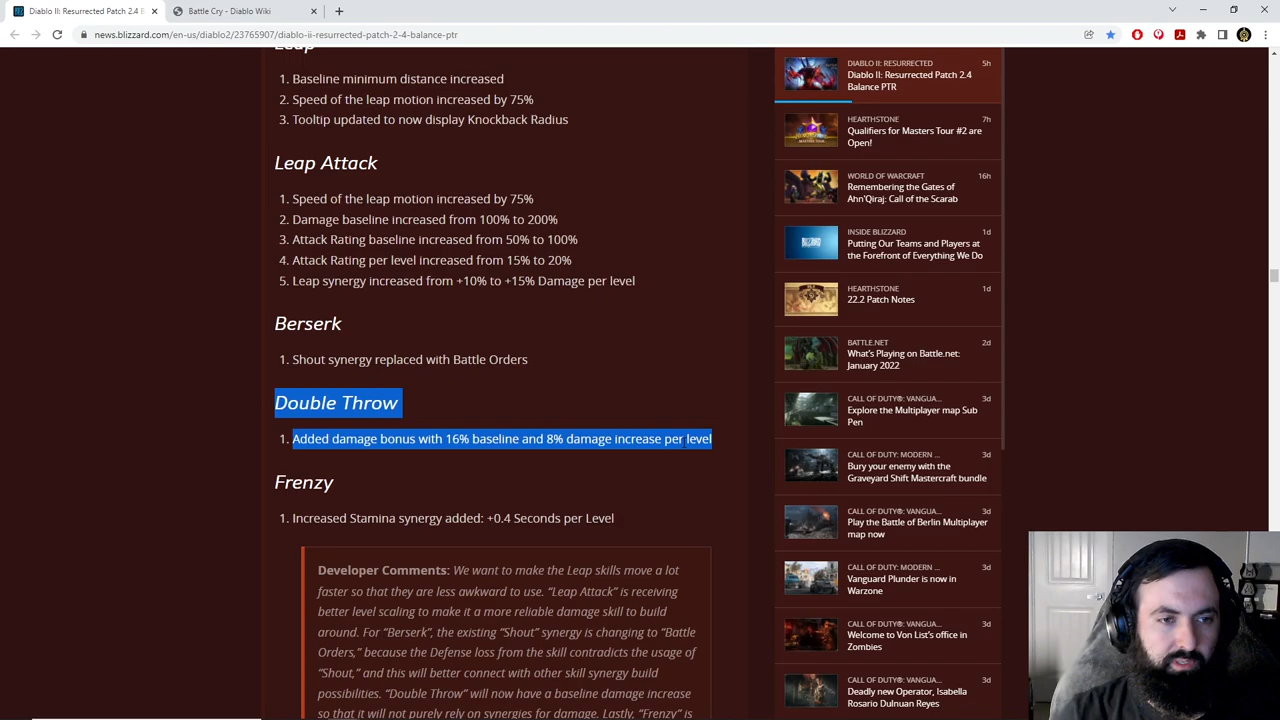 Diablo II: Resurrected Patch 2.4 B
Battle Cry - Diablo Wiki
news.blizzard.com/en-us/diablo2/23765907/diablo-ii-resurrected-patch-2-4-balance-ptr
Leap
1. Baseline minimum distance increased
2. Speed of the leap motion increased by 75%
3. Tooltip updated to now display Knockback Radius
Leap Attack
1. Speed of the leap motion increased by 75%
2. Damage baseline increased from 100% to 200%
3. Attack Rating baseline increased from 50% to 100%
4. Attack Rating per level increased from 15% to 20%
5. Leap synergy increased from +10% to +15% Damage per level
Berserk
1. Shout synergy replaced with Battle Orders
Double Throw
1. Added damage bonus with 16% baseline and 8% damage increase per level
Frenzy
1. Increased Stamina synergy added: +0.4 Seconds per Level
Developer Comments: We want to make the Leap skills move a lot
faster so that they are less awkward to use. “Leap Attack” is receiving
better level scaling to make it a more reliable damage skill to build
around. For “Berserk”, the existing “Shout” synergy is changing to “Battle
Orders,” because the Defense loss from the skill contradicts the usage of
“Shout,” and this will better connect with other skill synergy build
possibilities. “Double Throw” will now have a baseline damage increase
so that it will not purely rely on synergies for damage. Lastly, “Frenzy” is
DIABLO II: RESURRECTED 5h
Diablo II: Resurrected Patch 2.4
Balance PTR
HEARTHSTONE 7h
Qualifiers for Masters Tour #2 are
Open!
WORLD OF WARCRAFT 16h
Remembering the Gates of
Ahn'Qiraj: Call of the Scarab
INSIDE BLIZZARD 1d
Putting Our Teams and Players at
the Forefront of Everything We Do
HEARTHSTONE 1d
22.2 Patch Notes
BATTLE.NET 2d
What’s Playing on Battle.net:
January 2022
CALL OF DUTY®: VANGUA... 3d
Explore the Multiplayer map Sub
Pen
CALL OF DUTY: MODERN ... 3d
Bury your enemy with the
Graveyard Shift Mastercraft bundle
CALL OF DUTY®: VANGUA... 3d
Play the Battle of Berlin Multiplayer
map now
CALL OF DUTY: MODERN ... 3d
Vanguard Plunder is now in
Warzone
CALL OF DUTY®: VANGUA... 3d
Welcome to Von List’s office in
Zombies
CALL OF DUTY®: VANGUA... 3d
Deadly new Operator, Isabella
Rosario Dulnuan Reyes